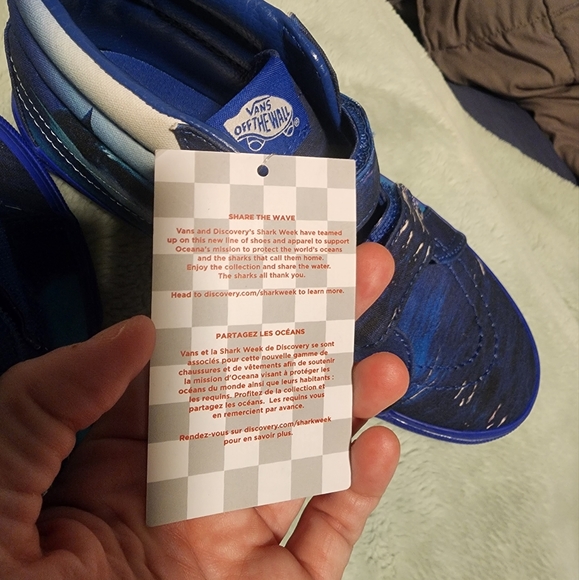 VANS
OFF THE WALL
SHARE THE WAVE
Vans and Discovery's Shark Week have teamed
up on this new line of shoes and apparel to support
Oceana's mission to protect the world's oceans
and the sharks that call them home.
Enjoy the collection and share the water.
The sharks all thank you.
Head to discovery.com/sharkweek to learn more.
PARTAGEZ LES OCÉANS
Vans et la Shark Week de Discovery se sont
associés pour cette nouvelle gamme de
chaussures et de vêtements afin de soutenir
la mission d'Oceana visant à protéger les
océans du monde ainsi que leurs habitants :
les requins. Profitez de la collection et
partagez les océans. Les requins vous
en remercient par avance.
Rendez-vous sur discovery.com/sharkweek
pour en savoir plus.